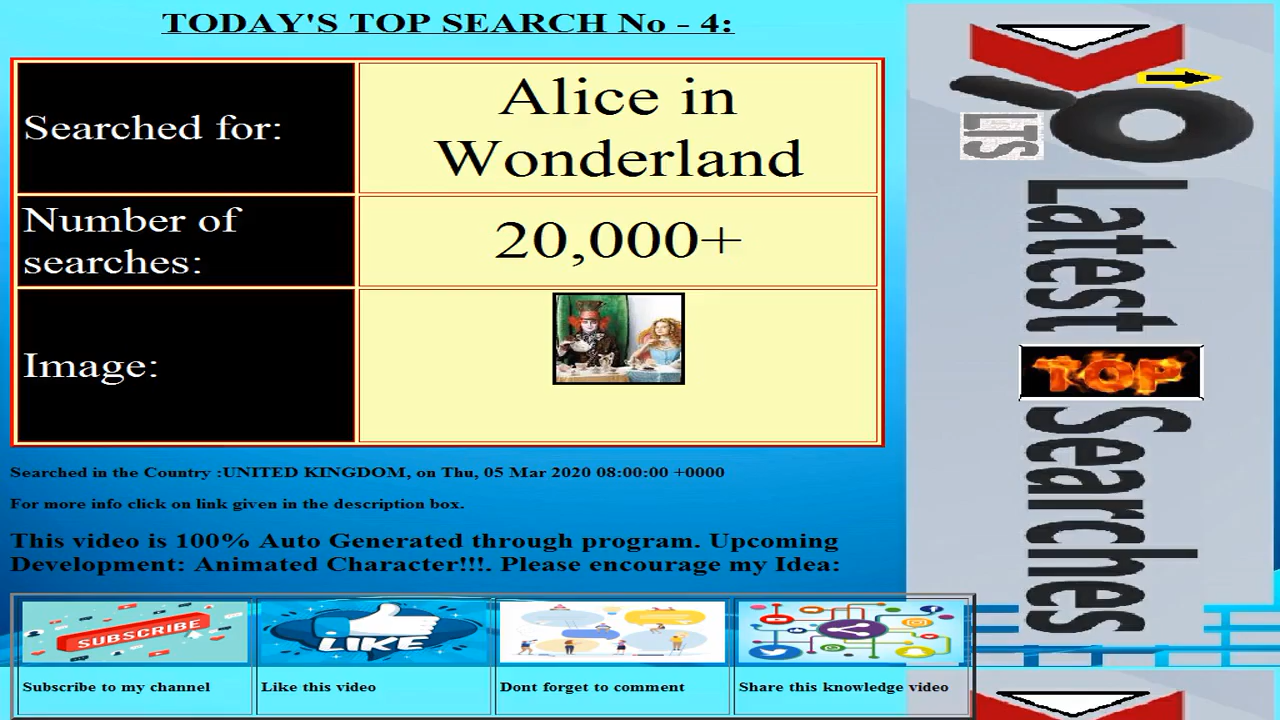 TODAY'S TOP SEARCH No - 4:
Searched for:
Alice in
Wonderland
Number of
searches:
20,000+
Image:
Searched in the Country :UNITED KINGDOM, on Thu, 05 Mar 2020 08:00:00 +0000
For more info click on link given in the description box.
This video is 100% Auto Generated through program. Upcoming
Development: Animated Character!!!. Please encourage my Idea:
SUBSCRIBE
LIKE
Subscribe to my channel
Like this video
Dont forget to comment
Share this knowledge video
LTS
Latest
TOP
Searches